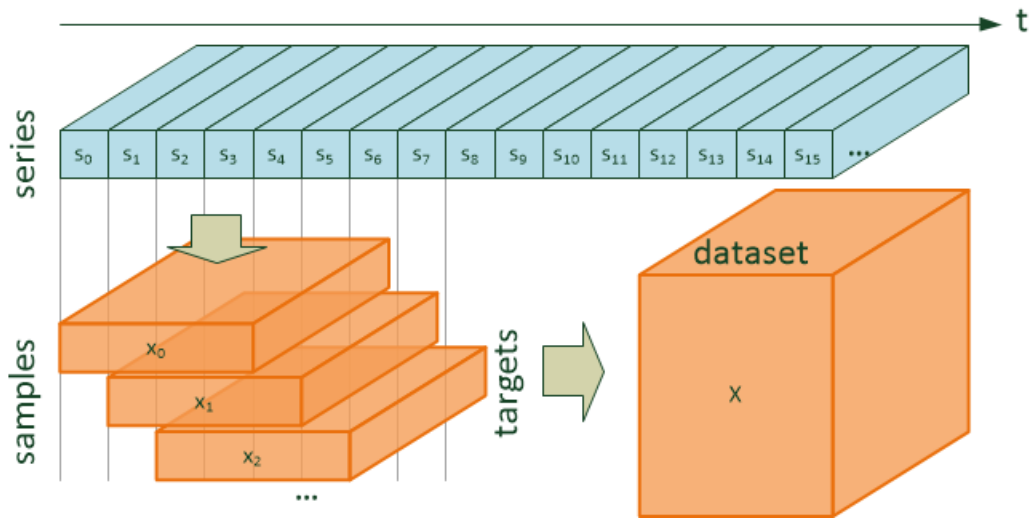 t
series
s₀ s₁ s₂ s₃ s₄ s₅ s₆ s₇ s₈ s₉ s₁₀ s₁₁ s₁₂ s₁₃ s₁₄ s₁₅ ...
dataset
samples
x₀
x₁
x₂
...
targets
X